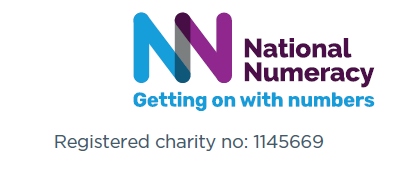 National
Numeracy
Getting on with numbers
Registered charity no: 1145669